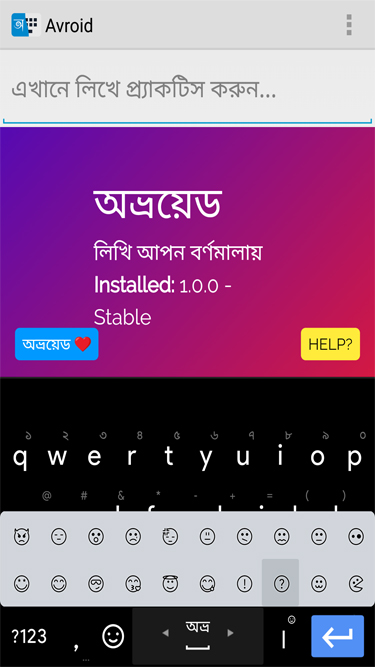 অ Avroid
এখানে লিখে প্র্যাকটিস করুন...
অভ্রয়েড
লিখি আপন বর্ণমালায়
Installed: 1.0.0 -
Stable
অভ্রয়েড ❤️ HELP?
১ ২ ৩ ৪ ৫ ৬ ৭ ৮ ৯ ০
q w e r t y u i o p
@ # & * - + = ( )
?123 , ... অভ্র |